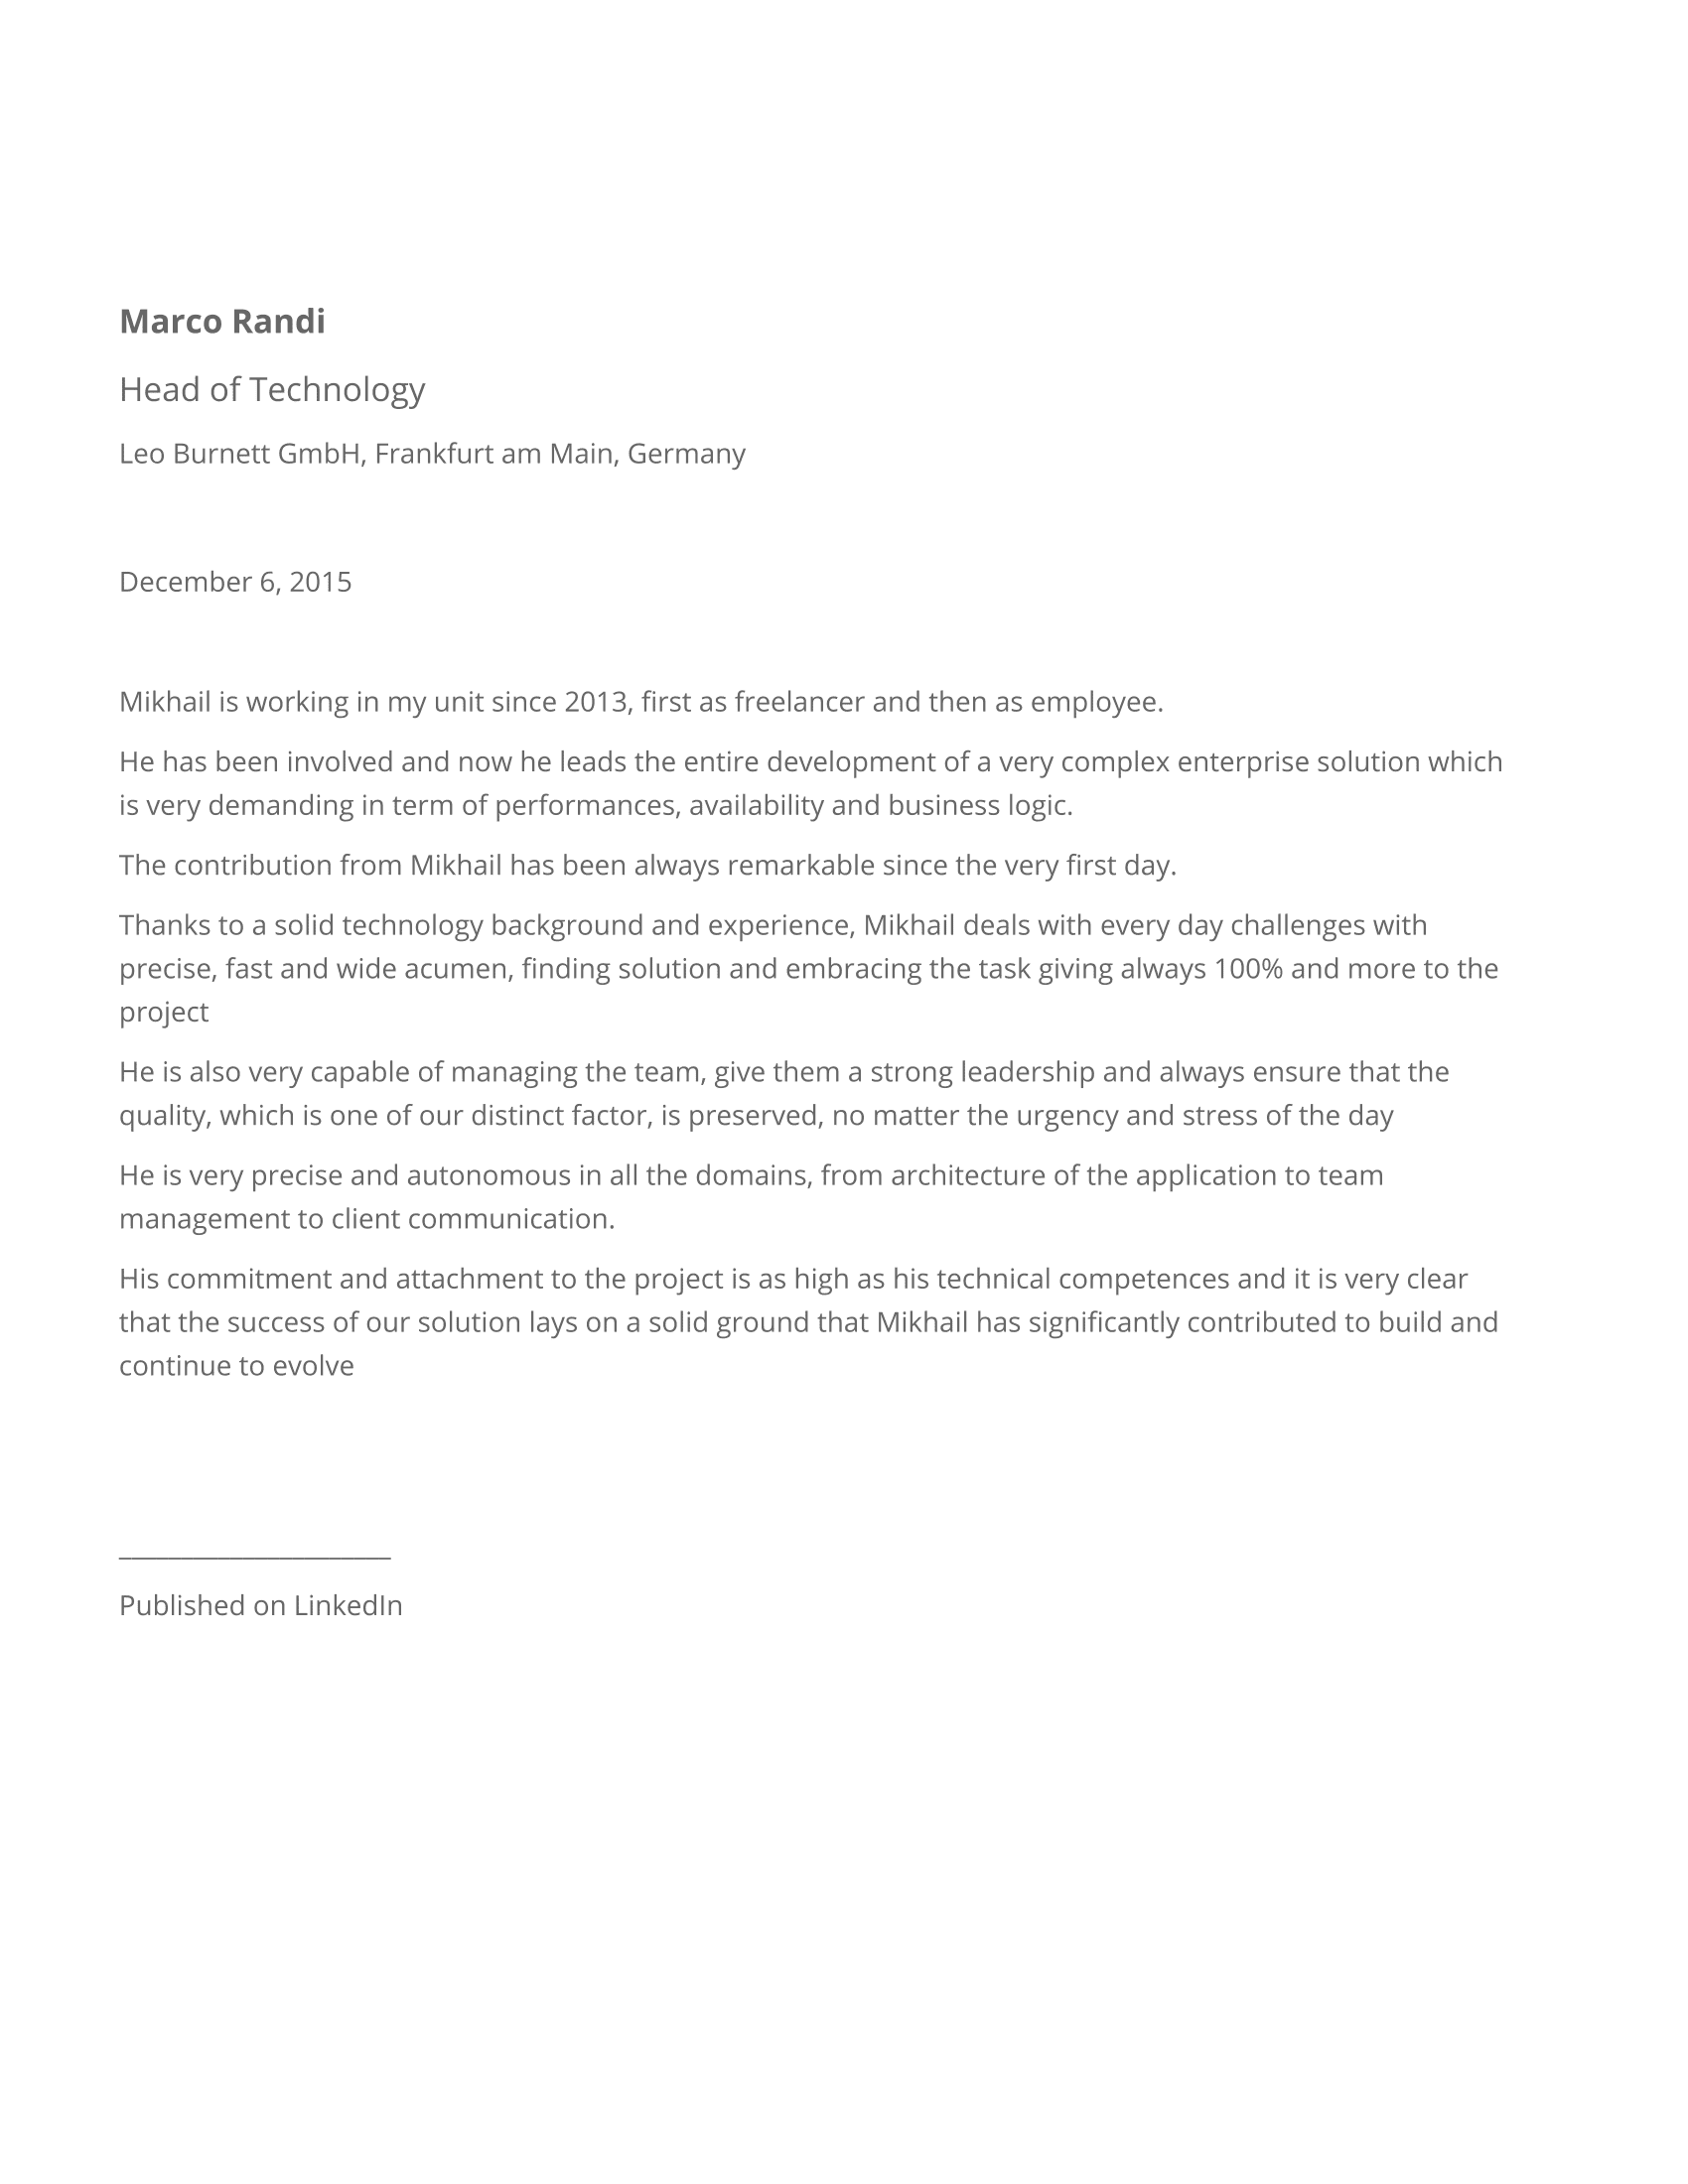 Marco Randi
Head of Technology
Leo Burnett GmbH, Frankfurt am Main, Germany
December 6, 2015
Mikhail is working in my unit since 2013, first as freelancer and then as employee.
He has been involved and now he leads the entire development of a very complex enterprise solution which
is very demanding in term of performances, availability and business logic.
The contribution from Mikhail has been always remarkable since the very first day.
Thanks to a solid technology background and experience, Mikhail deals with every day challenges with
precise, fast and wide acumen, finding solution and embracing the task giving always 100% and more to the
project
He is also very capable of managing the team, give them a strong leadership and always ensure that the
quality, which is one of our distinct factor, is preserved, no matter the urgency and stress of the day
He is very precise and autonomous in all the domains, from architecture of the application to team
management to client communication.
His commitment and attachment to the project is as high as his technical competences and it is very clear
that the success of our solution lays on a solid ground that Mikhail has significantly contributed to build and
continue to evolve
______________________
Published on LinkedIn